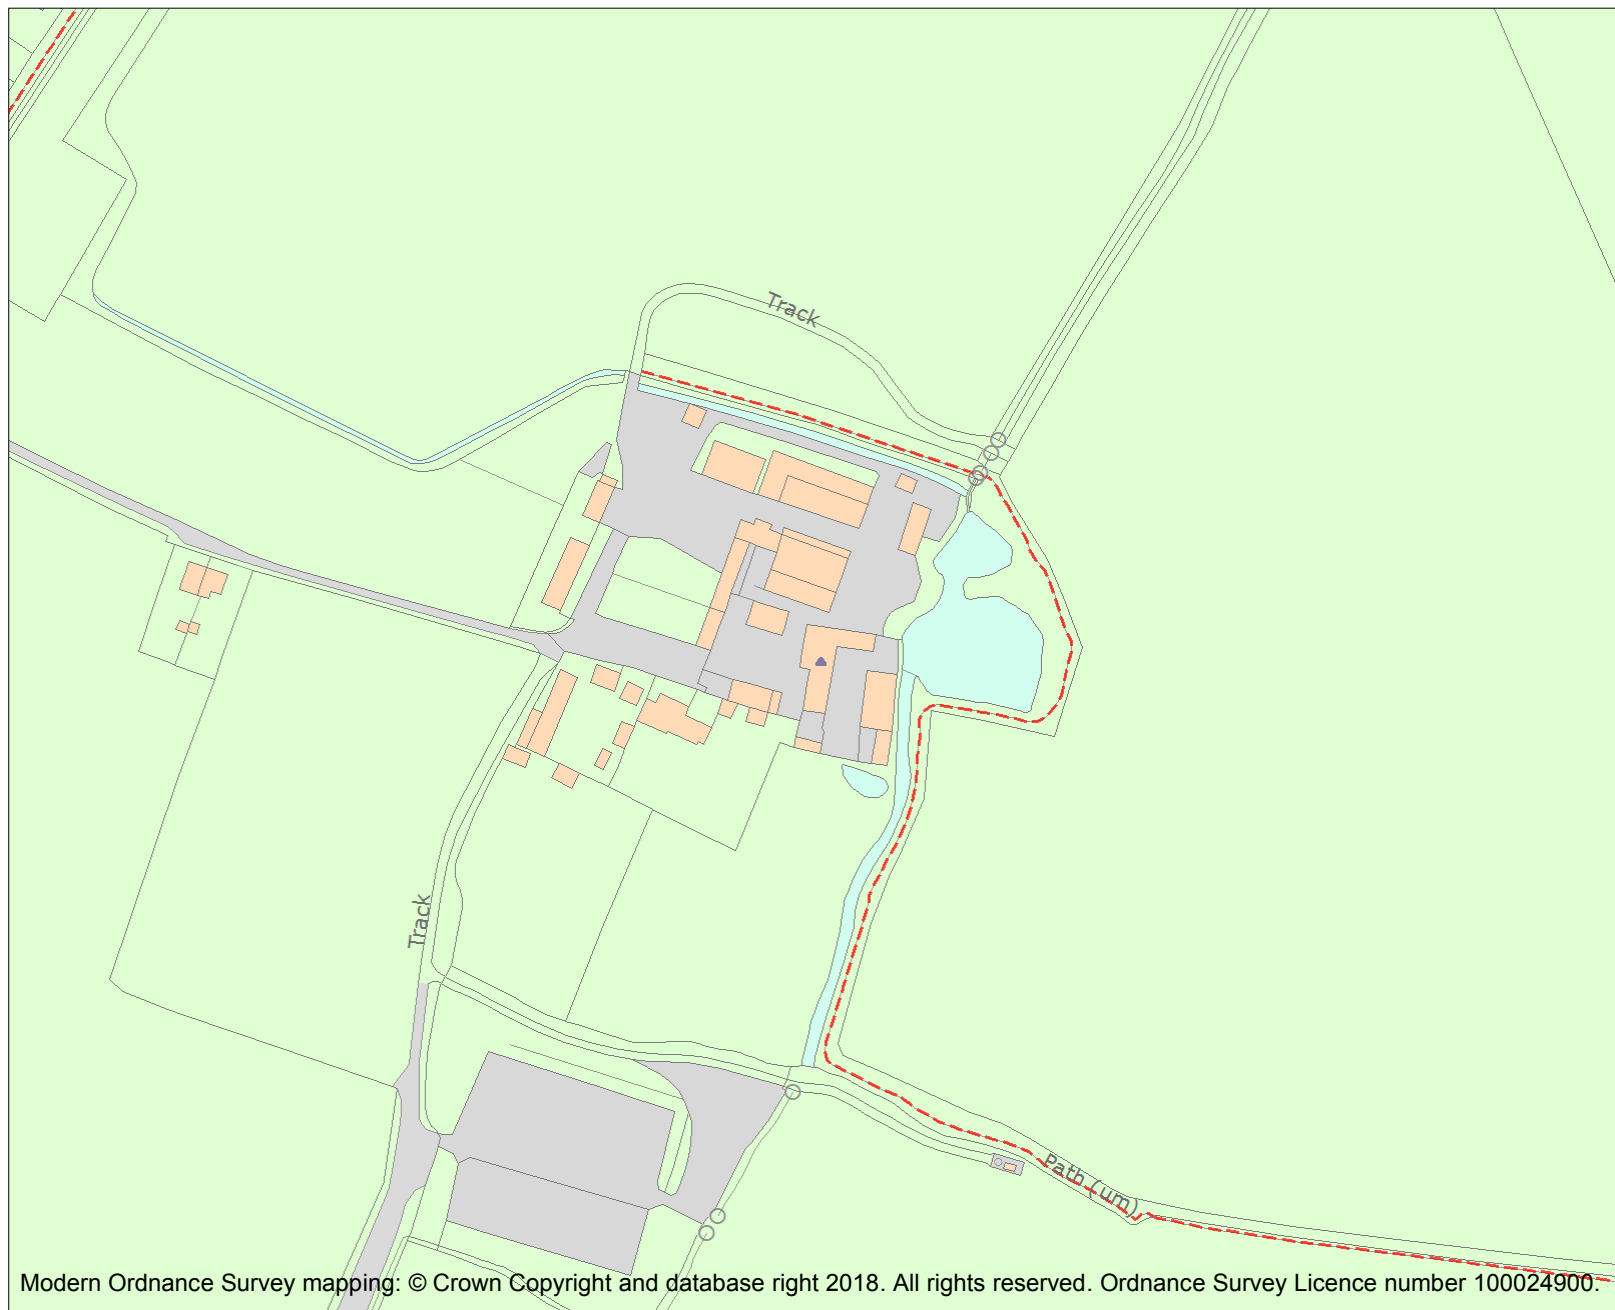 Track
Track
Path (um)
Modern Ordnance Survey mapping: © Crown Copyright and database right 2018. All rights reserved. Ordnance Survey Licence number 100024900.